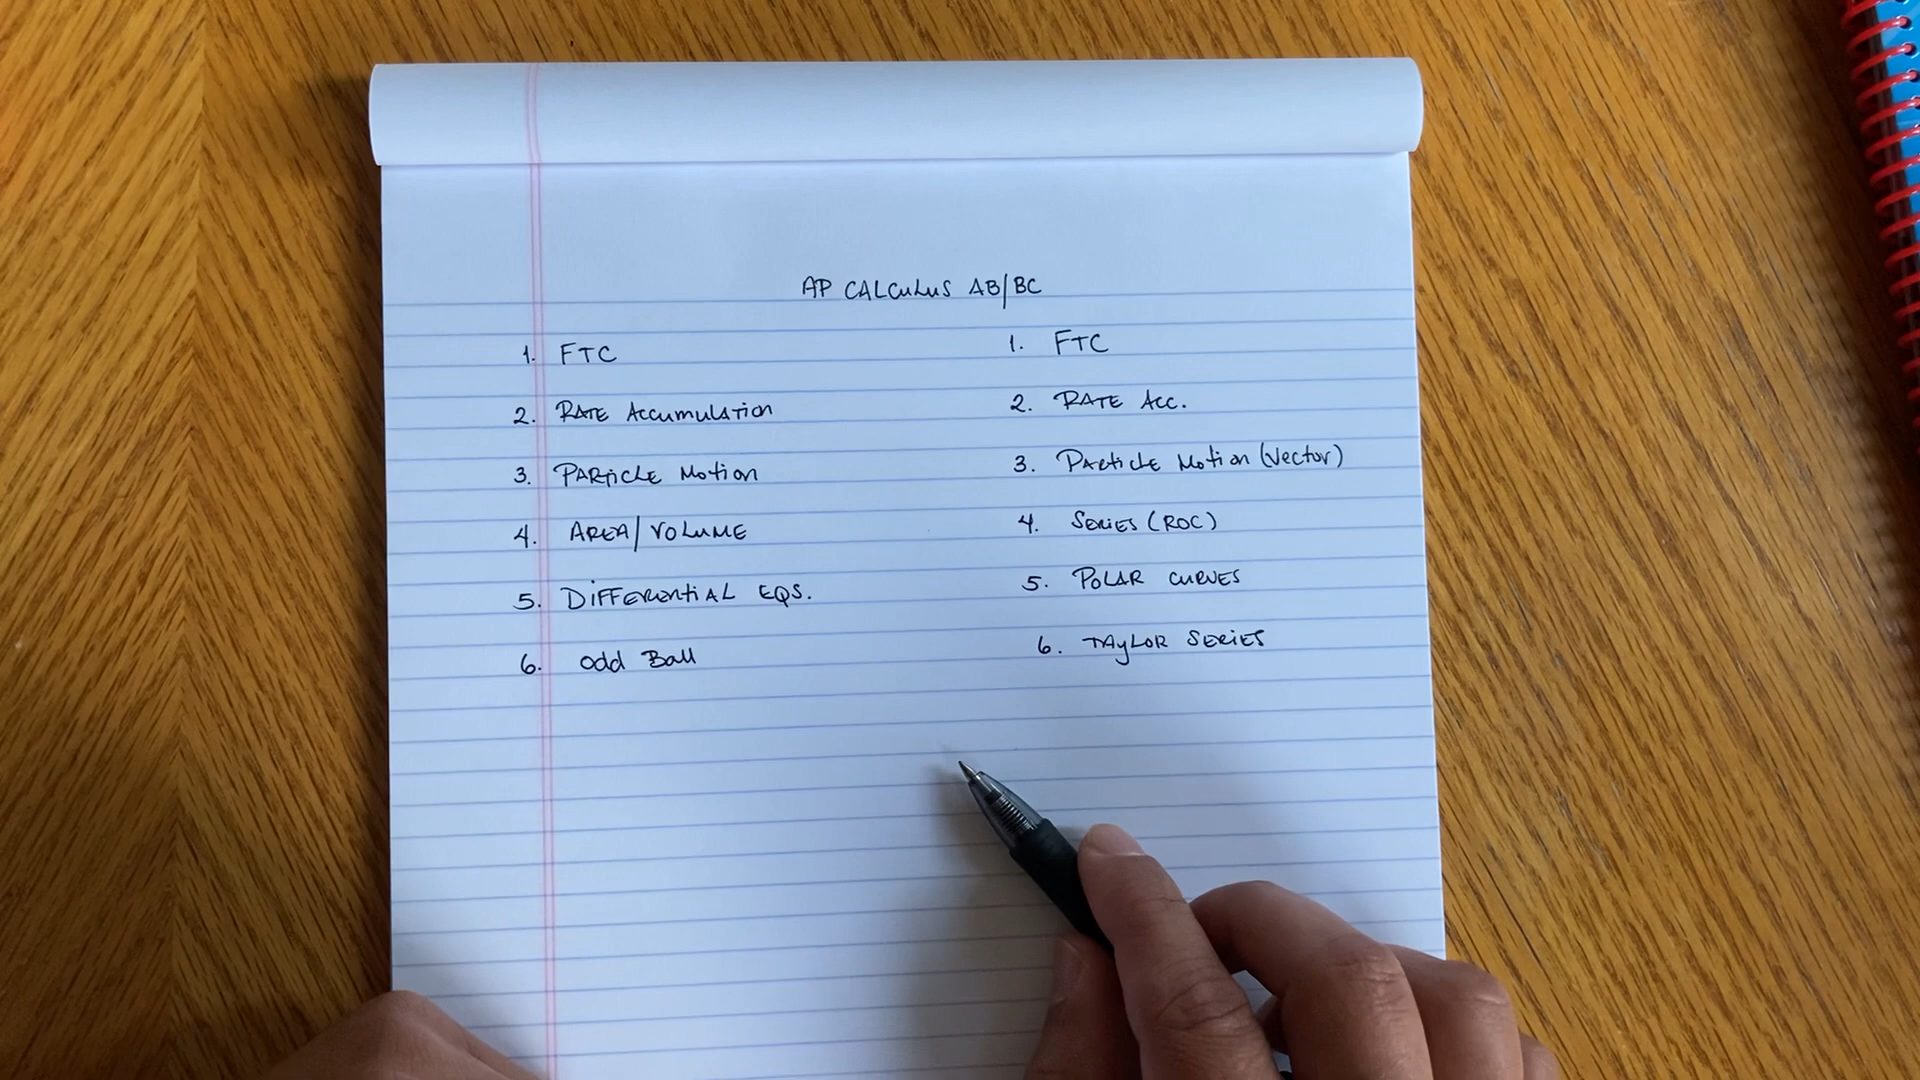 AP CALCULUS AB/BC
1. FTC
2. RATE ACCUMULATION
3. PARTICLE MOTION
4. AREA/VOLUME
5. DIFFERENTIAL EQS.
6. Odd Ball
1. FTC
2. RATE ACC.
3. PARTICLE MOTION (VECTOR)
4. SERIES (ROC)
5. POLAR CURVES
6. TAYLOR SERIES